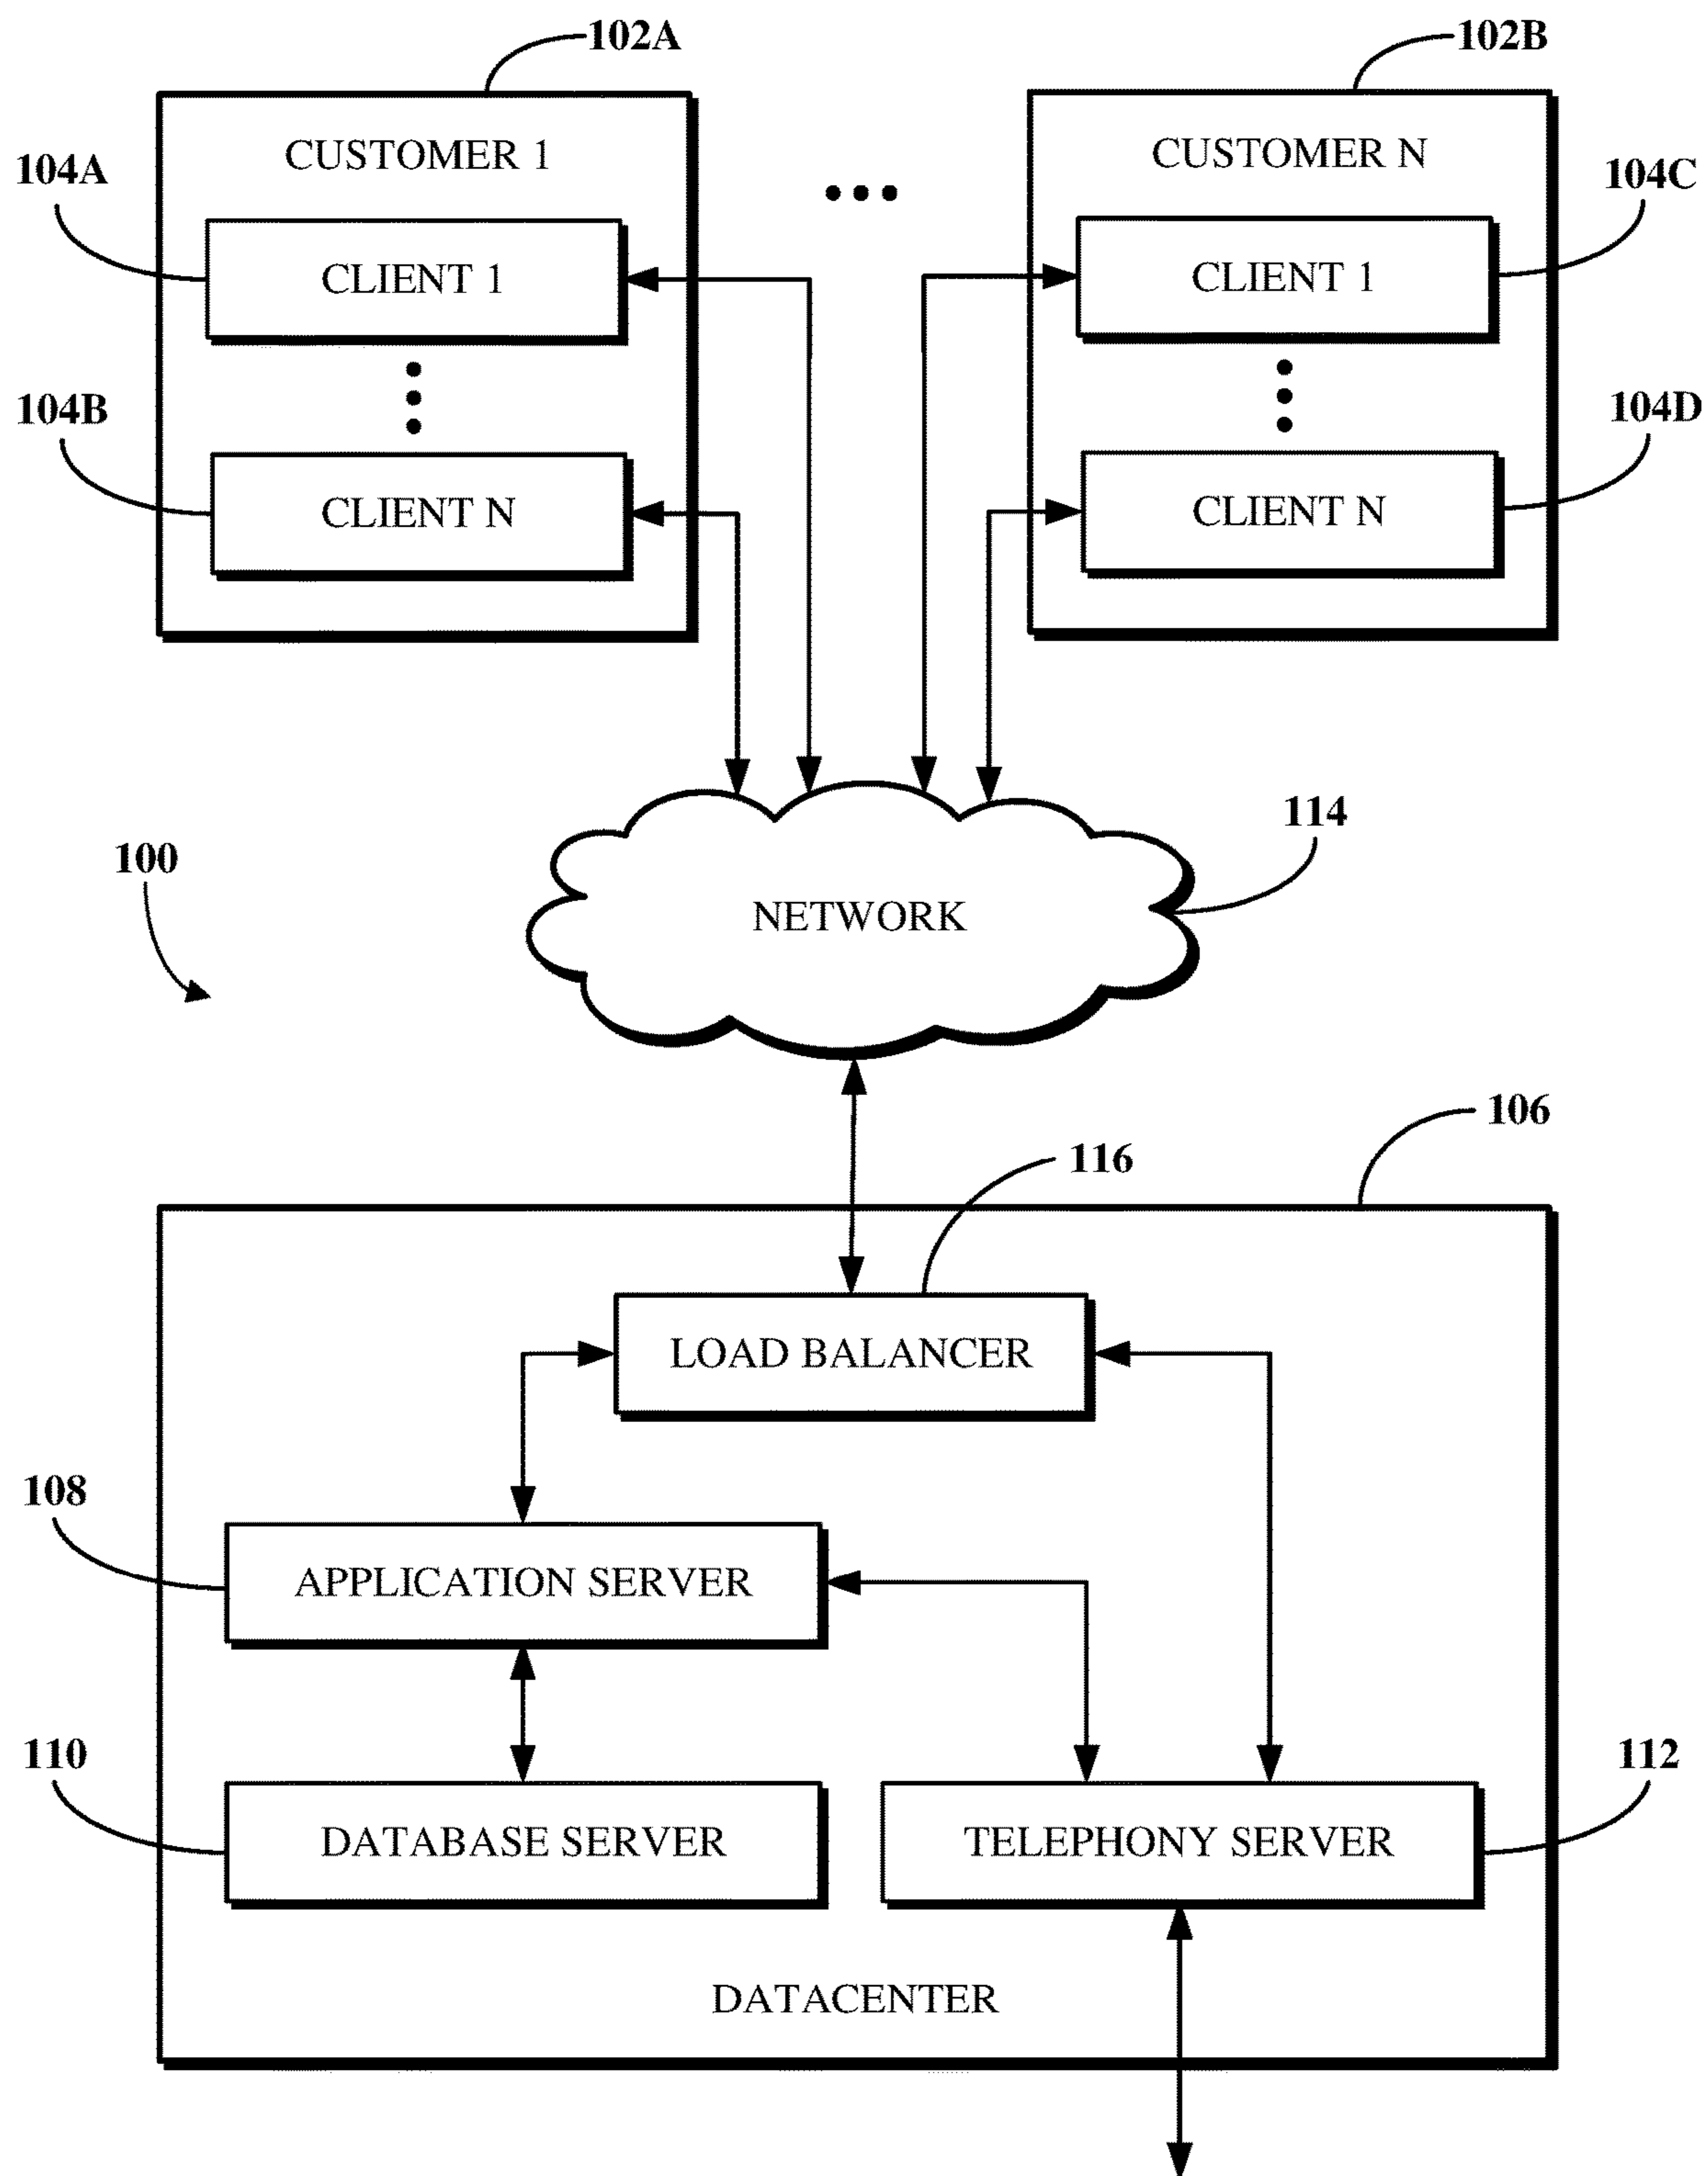 102A
102B
CUSTOMER 1
CUSTOMER N
104A
104C
CLIENT 1
CLIENT 1
104B
104D
CLIENT N
CLIENT N
114
100
NETWORK
106
116
LOAD BALANCER
108
APPLICATION SERVER
110
112
DATABASE SERVER
TELEPHONY SERVER
DATACENTER